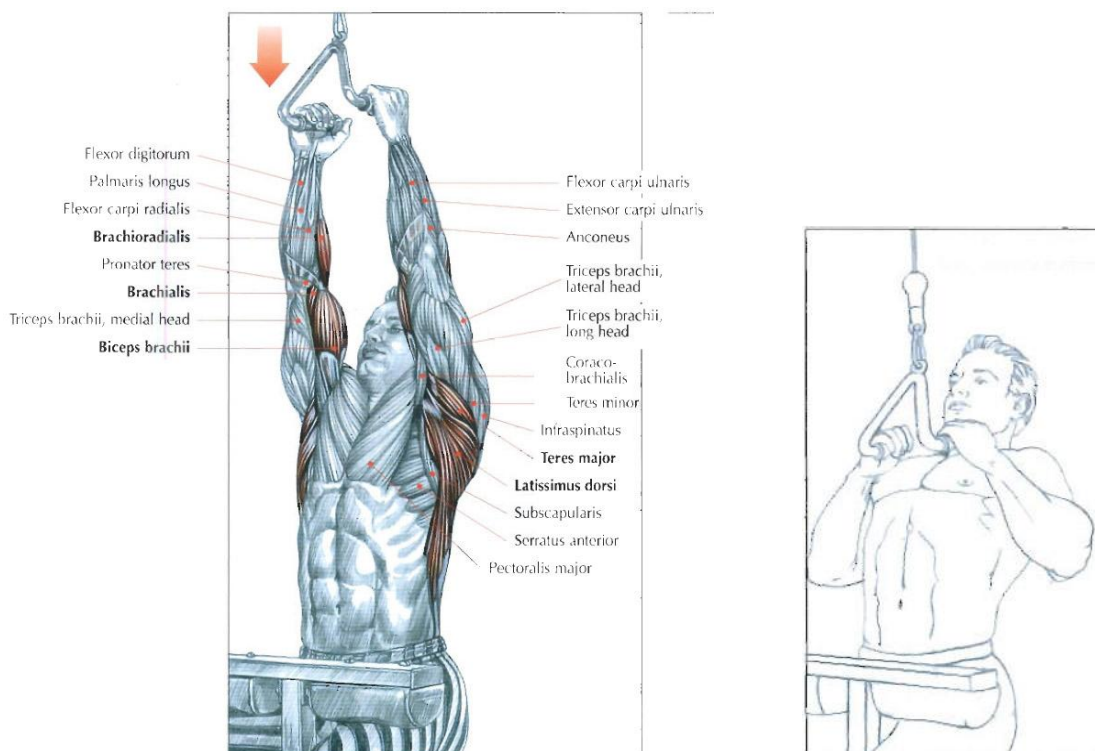 Flexor digitorum
Palmaris longus
Flexor carpi radialis
Brachioradialis
Pronator teres
Brachialis
Triceps brachii, medial head
Biceps brachii
Flexor carpi ulnaris
Extensor carpi ulnaris
Anconeus
Triceps brachii,
lateral head
Triceps brachii,
long head
Coraco-
brachialis
Teres minor
Infraspinatus
Teres major
Latissimus dorsi
Subscapularis
Serratus anterior
Pectoralis major